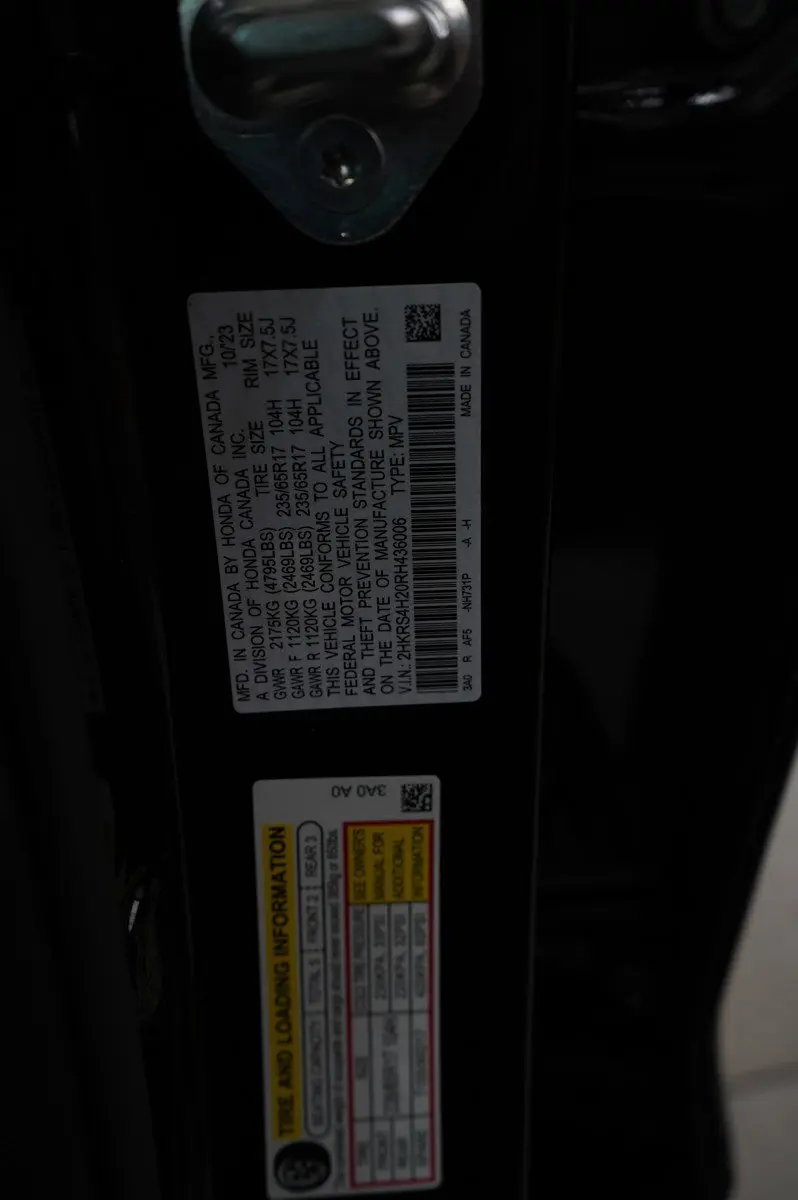 MFD. IN CANADA BY HONDA OF CANADA MFG.,
A DIVISION OF HONDA CANADA INC. 10/23
GVWR 2175KG (4795LBS) TIRE SIZE RIM SIZE
GAWR F 1120KG (2469LBS) 235/65R17 104H 17X7.5J
GAWR R 1120KG (2469LBS) 235/65R17 104H 17X7.5J
THIS VEHICLE CONFORMS TO ALL APPLICABLE
FEDERAL MOTOR VEHICLE SAFETY
AND THEFT PREVENTION STANDARDS IN EFFECT
ON THE DATE OF MANUFACTURE SHOWN ABOVE.
V.I.N.: 2HKRS4H20RH436006 TYPE: MPV
3A0 R AF5 -NH731P -A -H MADE IN CANADA
3A0 A0
TIRE AND LOADING INFORMATION
SEATING CAPACITY TOTAL 5 FRONT 2 REAR 3
TIRE SIZE COLD TIRE PRESSURE SEE OWNER'S
FRONT MANUAL FOR
REAR ADDITIONAL
SPARE INFORMATION